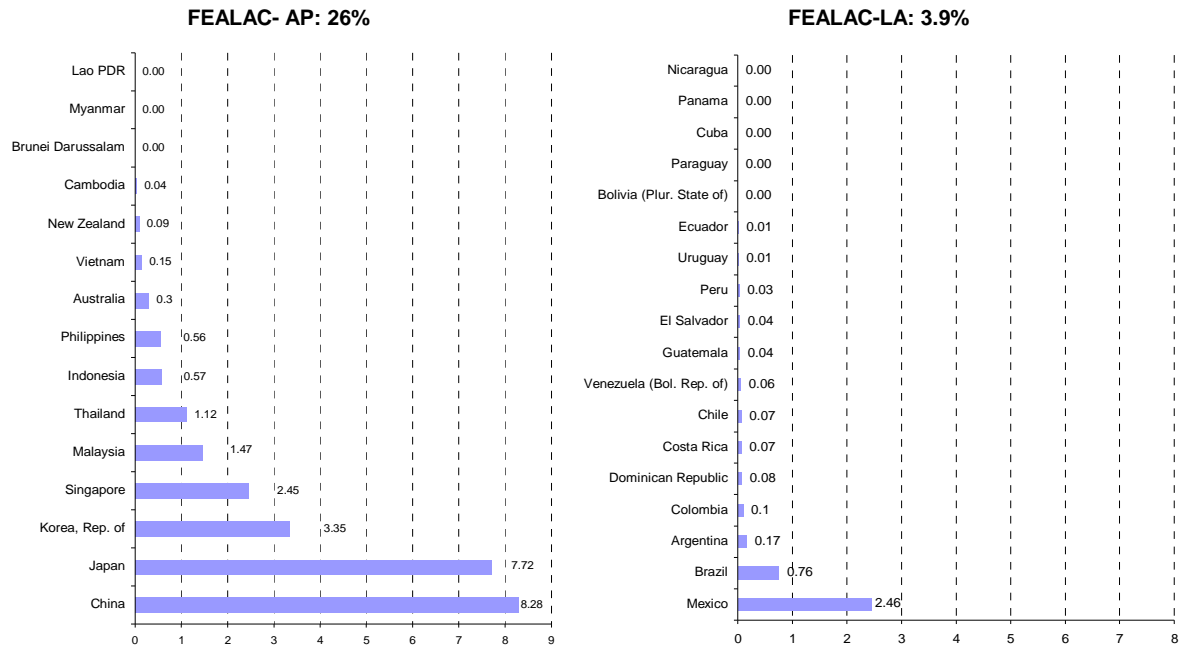 FEALAC- AP: 26%
Lao PDR 0.00
Myanmar 0.00
Brunei Darussalam 0.00
Cambodia 0.04
New Zealand 0.09
Vietnam 0.15
Australia 0.3
Philippines 0.56
Indonesia 0.57
Thailand 1.12
Malaysia 1.47
Singapore 2.45
Korea, Rep. of 3.35
Japan 7.72
China 8.28
0 1 2 3 4 5 6 7 8 9
FEALAC-LA: 3.9%
Nicaragua 0.00
Panama 0.00
Cuba 0.00
Paraguay 0.00
Bolivia (Plur. State of) 0.00
Ecuador 0.01
Uruguay 0.01
Peru 0.03
El Salvador 0.04
Guatemala 0.04
Venezuela (Bol. Rep. of) 0.06
Chile 0.07
Costa Rica 0.07
Dominican Republic 0.08
Colombia 0.1
Argentina 0.17
Brazil 0.76
Mexico 2.46
0 1 2 3 4 5 6 7 8